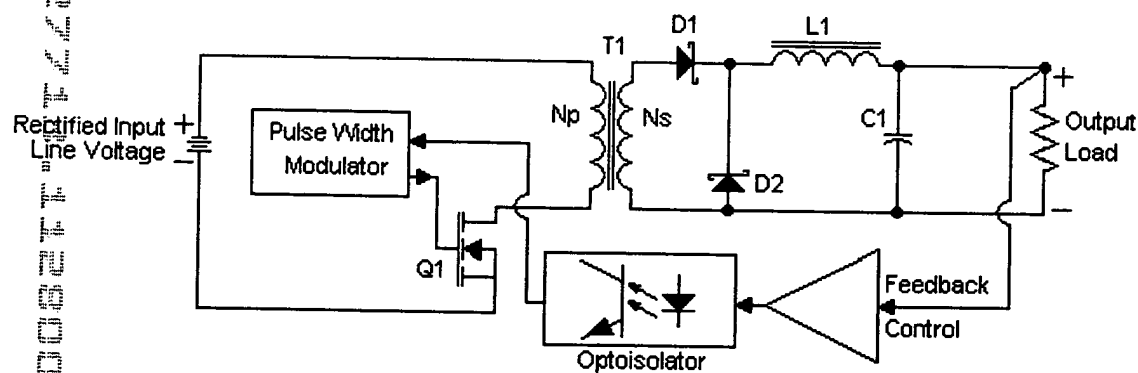 D1
L1
T1
Np
Ns
Rectified Input +
Line Voltage –
Pulse Width
Modulator
C1
+
Output
Load
D2
–
Q1
Feedback
Control
Optoisolator